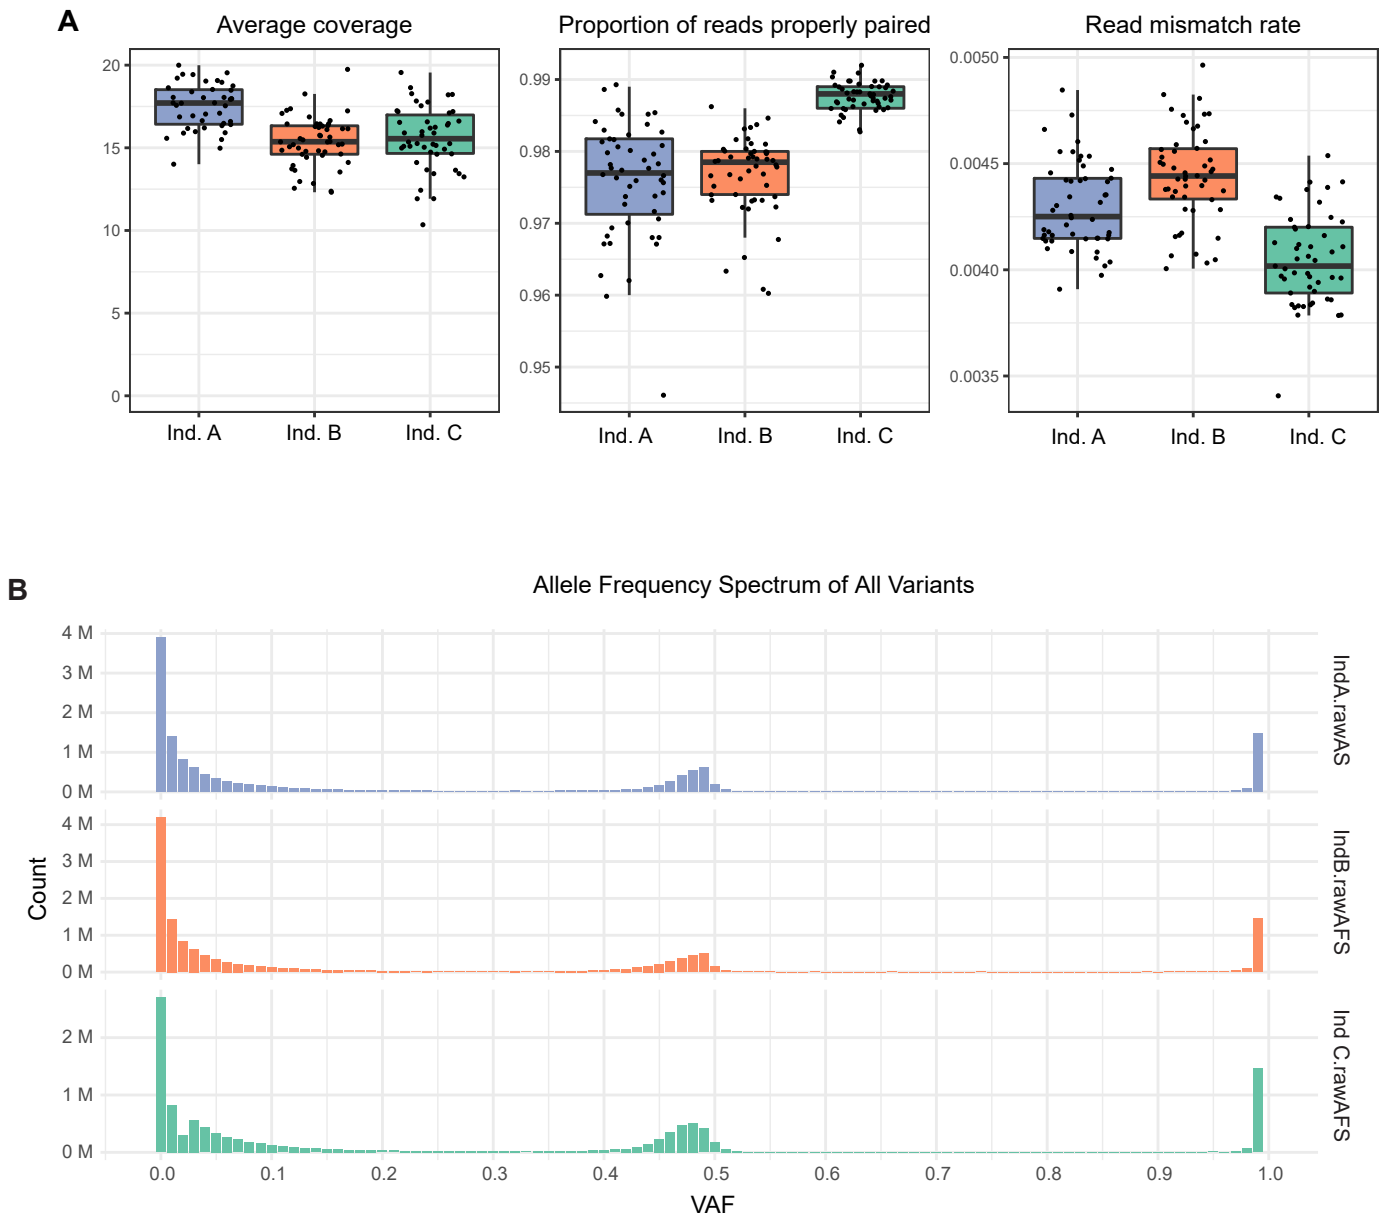 A
Average coverage
Proportion of reads properly paired
Read mismatch rate
20
15
10
5
0
Ind. A
Ind. B
Ind. C
0.99
0.98
0.97
0.96
0.95
Ind. A
Ind. B
Ind. C
0.0050
0.0045
0.0040
0.0035
Ind. A
Ind. B
Ind. C
B
Allele Frequency Spectrum of All Variants
Count
4 M
3 M
2 M
1 M
0 M
IndA.rawAS
4 M
3 M
2 M
1 M
0 M
IndB.rawAFS
2 M
1 M
0 M
Ind C.rawAFS
0.0
0.1
0.2
0.3
0.4
0.5
0.6
0.7
0.8
0.9
1.0
VAF